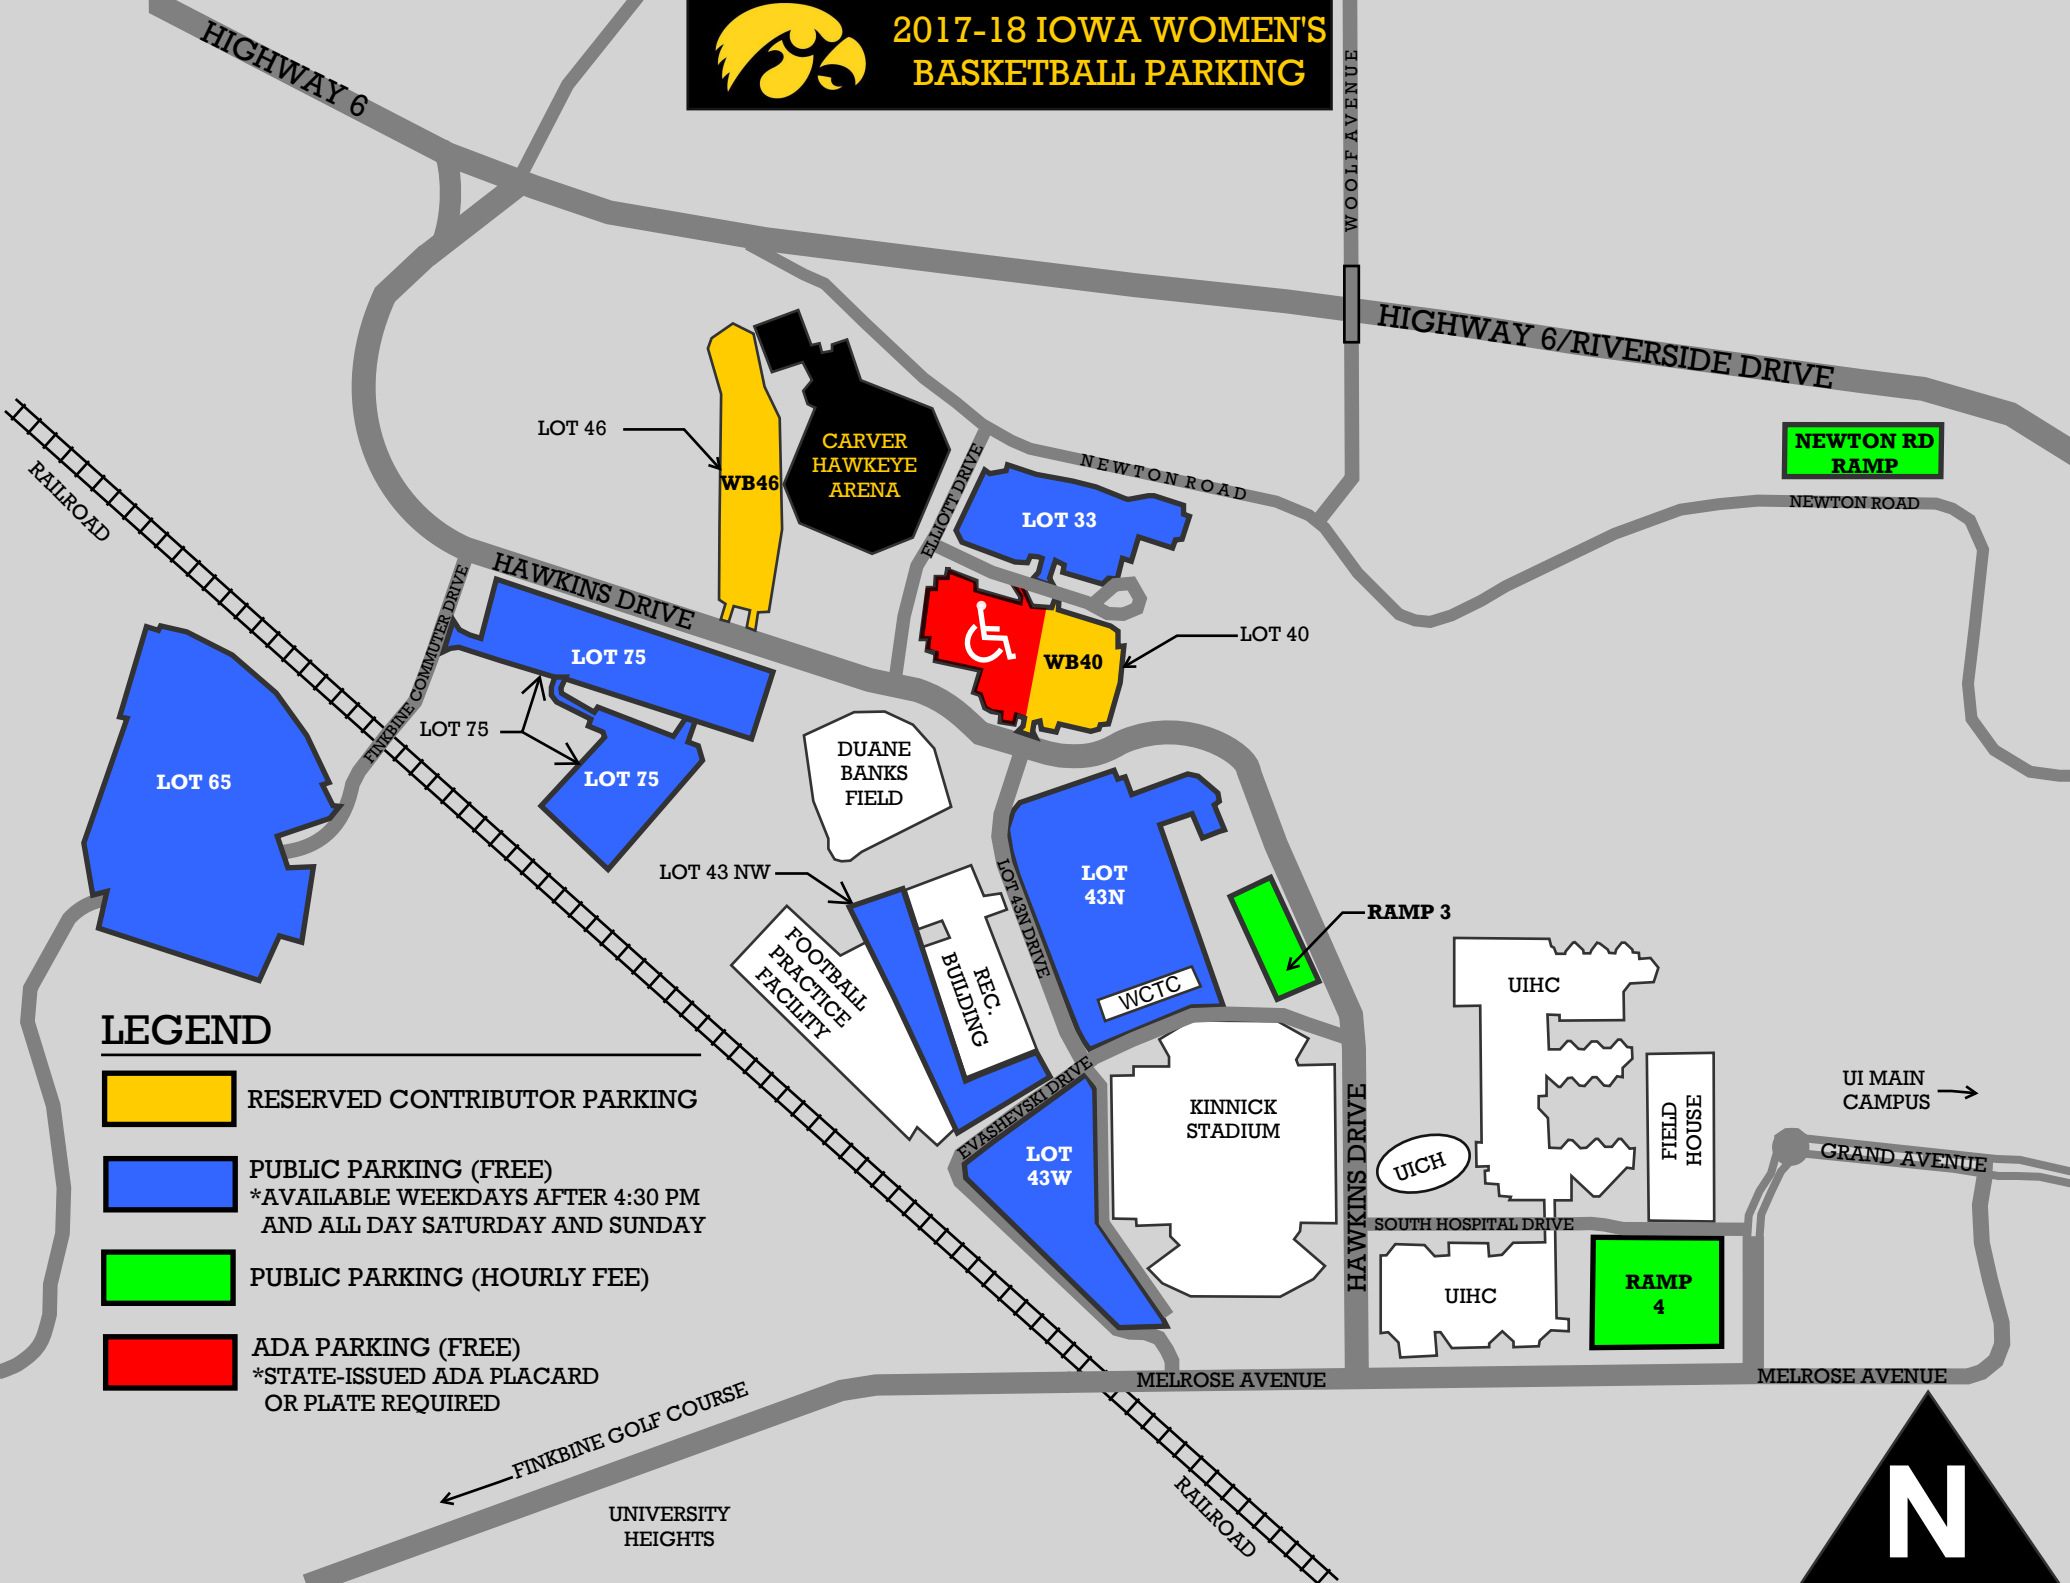 2017-18 IOWA WOMEN'S
BASKETBALL PARKING
HIGHWAY 6
WOOLF AVENUE
HIGHWAY 6/RIVERSIDE DRIVE
NEWTON RD
RAMP
NEWTON ROAD
LOT 46
WB46
CARVER
HAWKEYE
ARENA
ELLIOTT DRIVE
NEWTON ROAD
LOT 33
RAILROAD
HAWKINS DRIVE
FINKBINE COMMUTER DRIVE
LOT 75
WB40
LOT 40
LOT 75
LOT 75
LOT 65
DUANE
BANKS
FIELD
LOT 43 NW
LOT 43N DRIVE
LOT
43N
RAMP 3
WCTC
FOOTBALL
PRACTICE
FACILITY
REC.
BUILDING
UIHC
EVASHEVSKI DRIVE
LOT
43W
KINNICK
STADIUM
HAWKINS DRIVE
UICH
FIELD
HOUSE
UI MAIN
CAMPUS
GRAND AVENUE
SOUTH HOSPITAL DRIVE
UIHC
RAMP
4
MELROSE AVENUE
MELROSE AVENUE
LEGEND
RESERVED CONTRIBUTOR PARKING
PUBLIC PARKING (FREE)
*AVAILABLE WEEKDAYS AFTER 4:30 PM
AND ALL DAY SATURDAY AND SUNDAY
PUBLIC PARKING (HOURLY FEE)
ADA PARKING (FREE)
*STATE-ISSUED ADA PLACARD
OR PLATE REQUIRED
FINKBINE GOLF COURSE
UNIVERSITY
HEIGHTS
RAILROAD
N